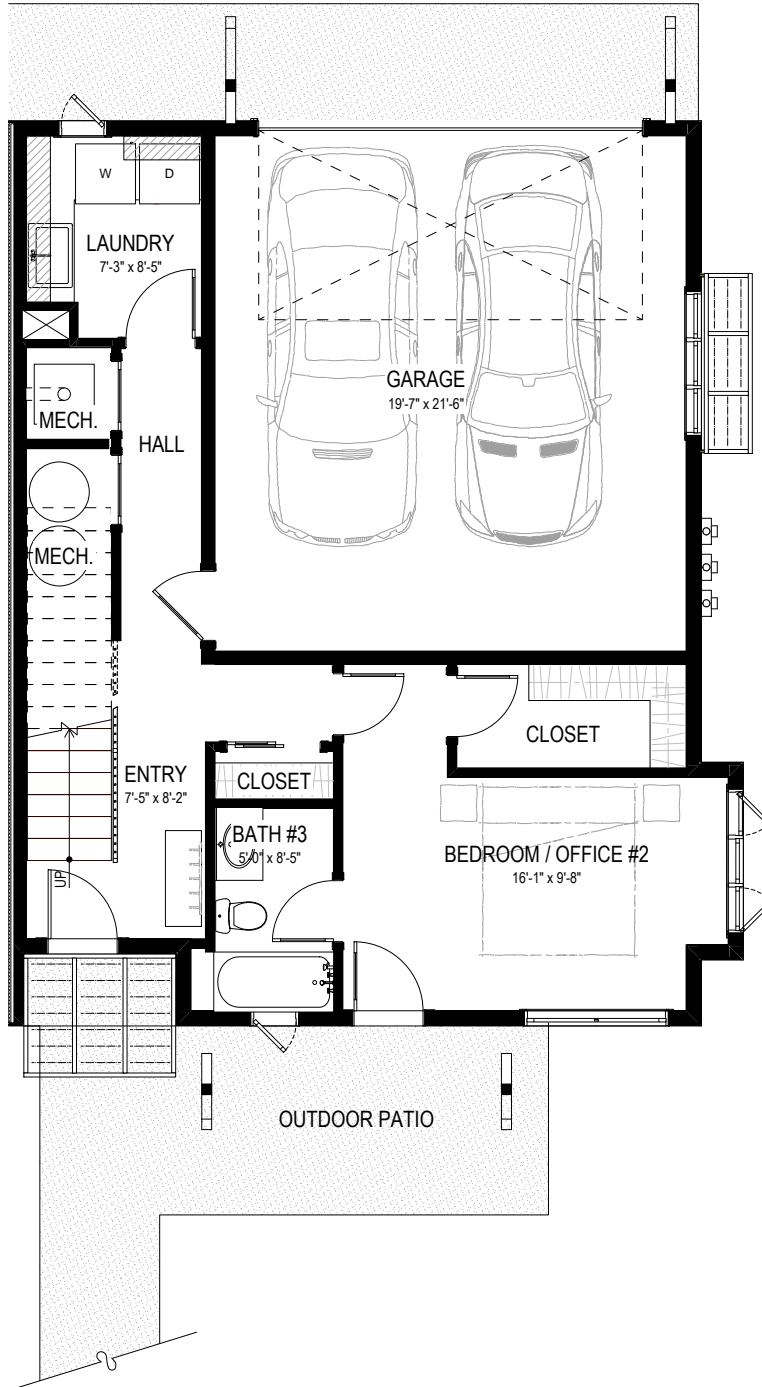 W
D
LAUNDRY
7'-3" x 8'-5"
GARAGE
19'-7" x 21'-6"
MECH.
HALL
MECH.
CLOSET
ENTRY
7'-5" x 8'-2"
CLOSET
BATH #3
5'-0" x 8'-5"
BEDROOM / OFFICE #2
16'-1" x 9'-8"
UP
OUTDOOR PATIO